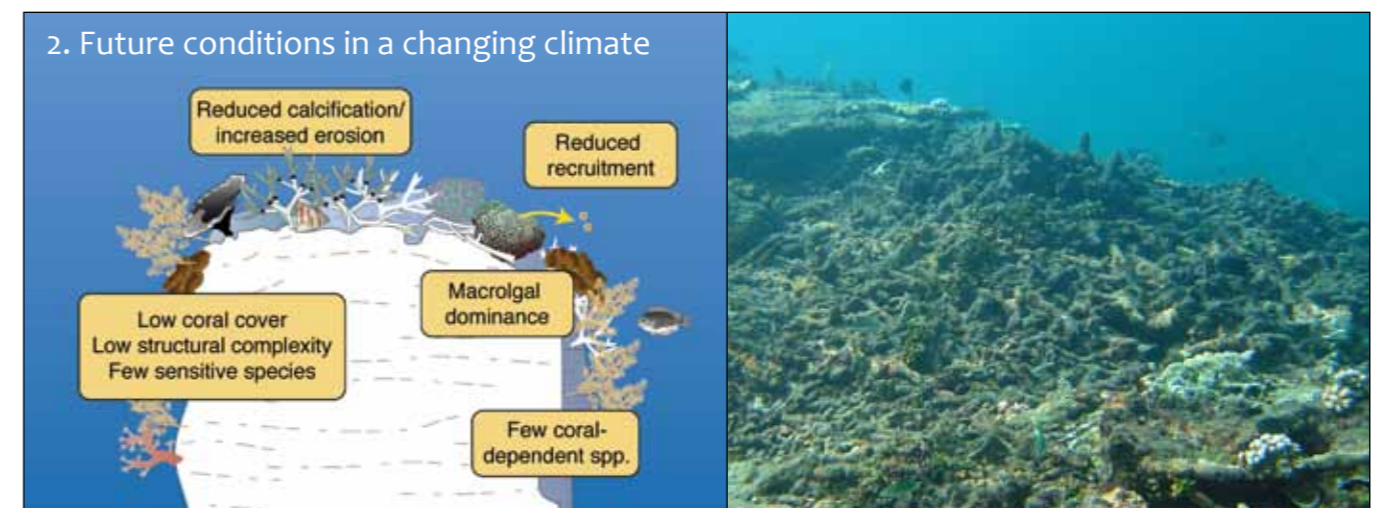 2. Future conditions in a changing climate
Reduced calcification/
increased erosion
Reduced
recruitment
Macrolgal
dominance
Low coral cover
Low structural complexity
Few sensitive species
Few coral-
dependent spp.